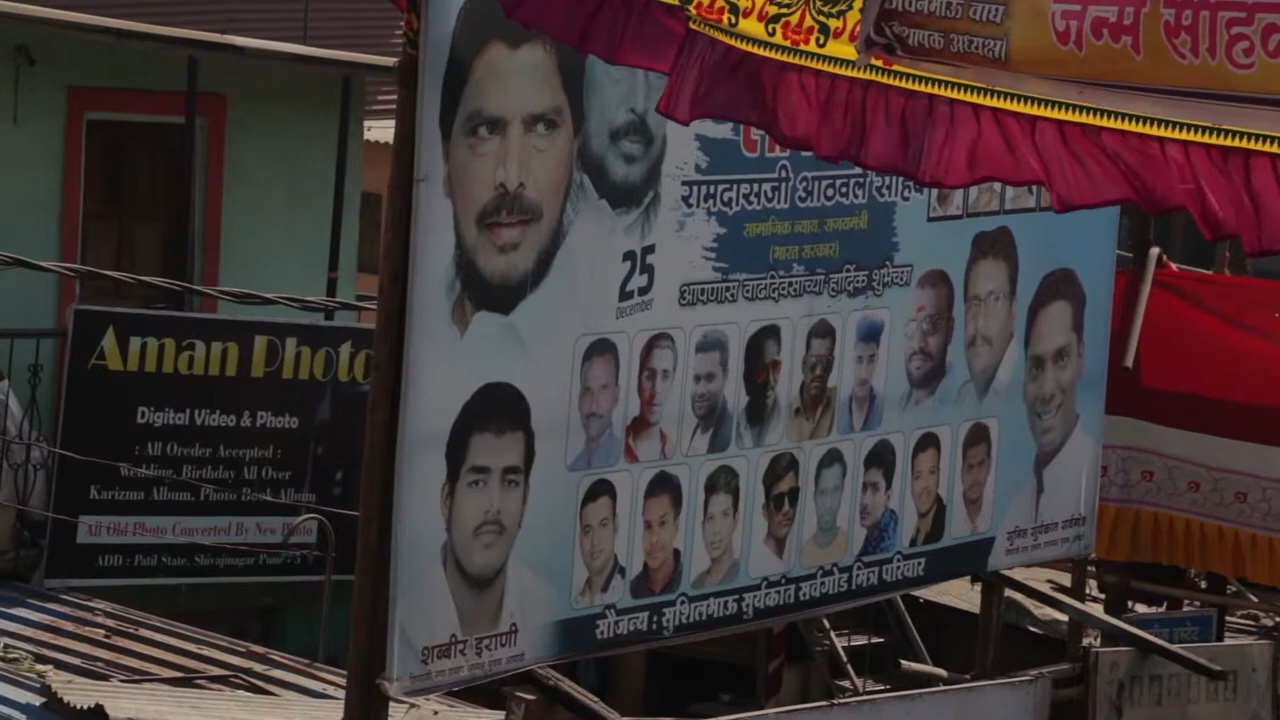 Aman Photo
Digital Video & Photo
: All Oreder Accepted :
Wedding, Birthday All Over
Karizma Album, Photo Book Album
All Old Photo Converted By New Photo
ADD : Patil State, Shivajinagar Pune - 5
रामदासजी आठवले साहेब
सामाजिक न्याय, राज्यमंत्री
(भारत सरकार)
25
December
आपणांस वाढदिवसाच्या हार्दिक शुभेच्छा
शब्बीर इराणी
सौजन्य : सुशिलभाऊ सुर्यकांत सर्वगोड मित्र परिवार
सुनिल सुर्यकांत सर्वगोड
वाघ
जन्म